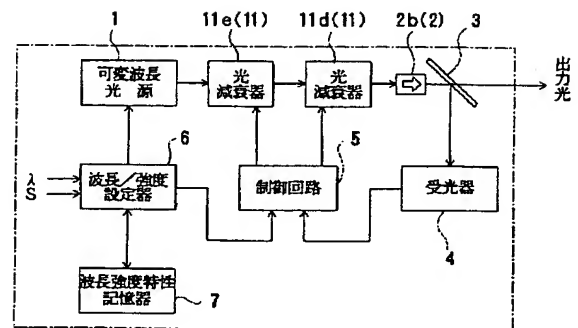 1
11e(11)
11d(11)
2b(2)
3
可変波長
光 源
光
減衰器
光
減衰器
出力光
6
5
λ
S
波長/強度
設定器
制御回路
受光器
4
波長強度特性
記憶器
7